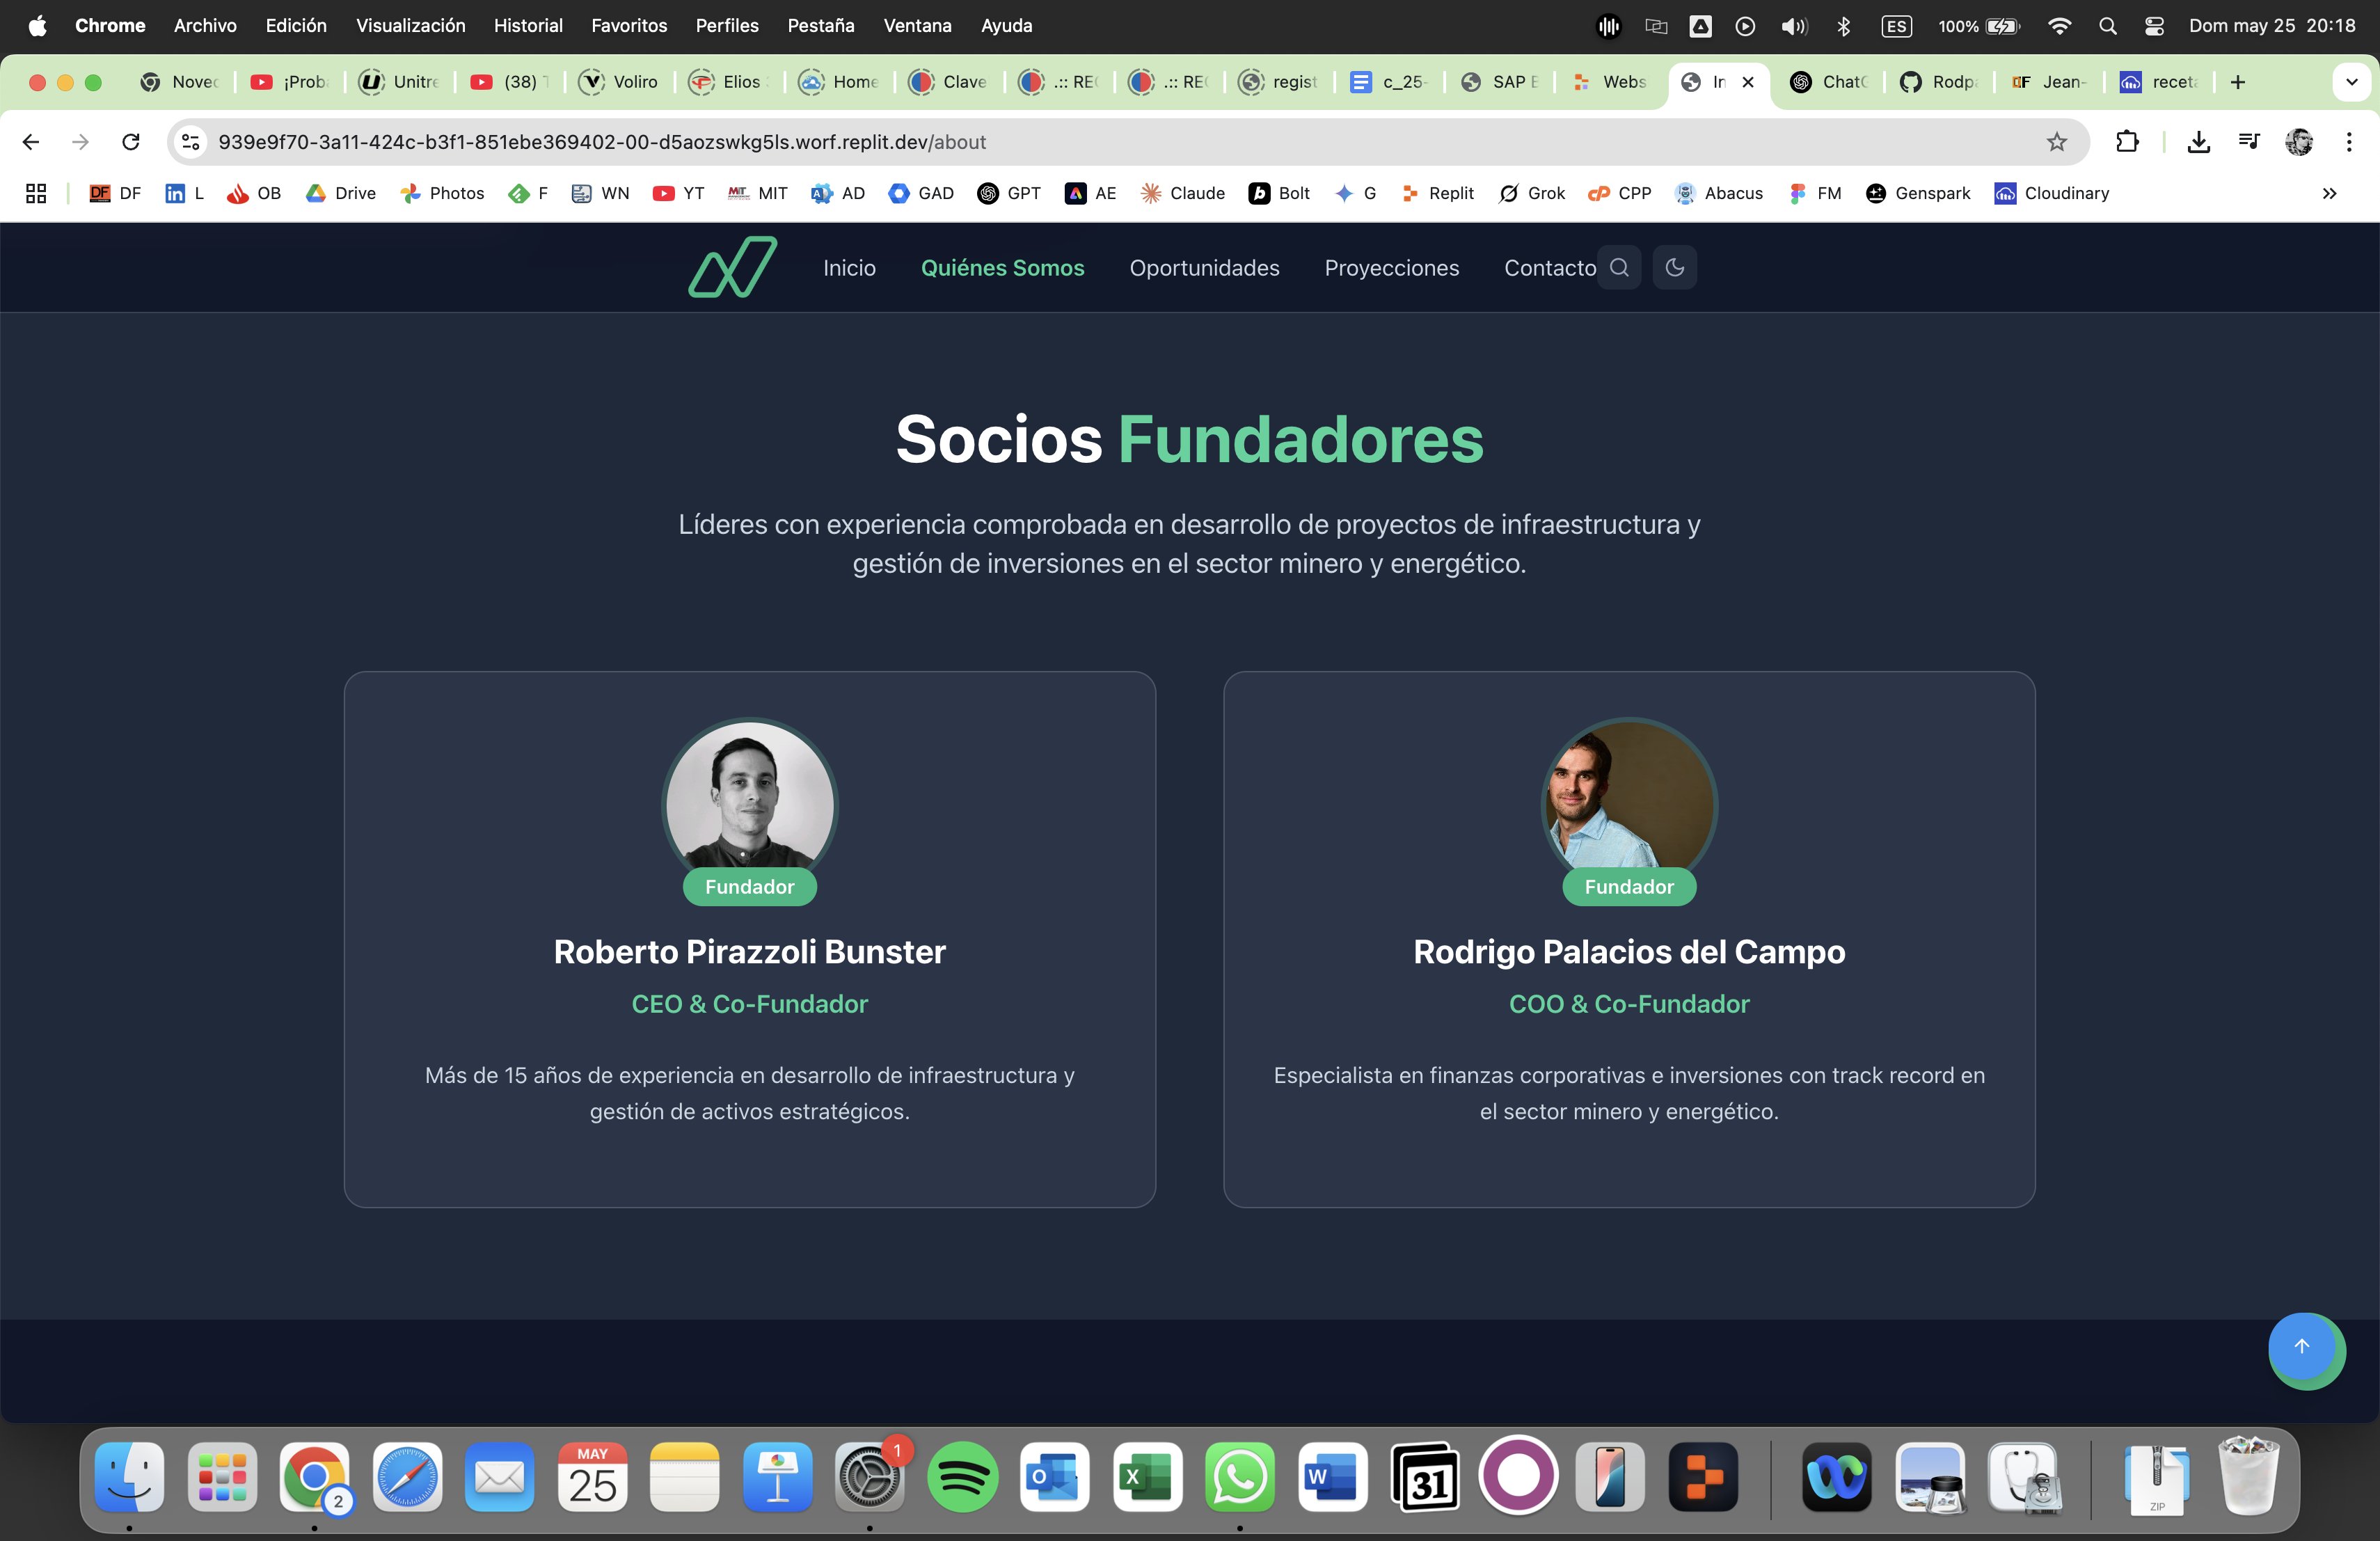 Chrome Archivo Edición Visualización Historial Favoritos Perfiles Pestaña Ventana Ayuda ES 100% Dom may 25 20:18
Novec ¡Prob Unitre (38) Voliro Elios Home Clave .:: RE .:: RE regist c_25- SAP Webs In ChatG Rodpa Jean- receta
939e9f70-3a11-424c-b3f1-851ebe369402-00-d5aozswkg5ls.worf.replit.dev/about
DF DF L OB Drive Photos F WN YT MIT MIT AD GAD GPT AE Claude Bolt G Replit Grok CPP Abacus FM Genspark Cloudinary
Inicio Quiénes Somos Oportunidades Proyecciones Contacto
Socios Fundadores
Líderes con experiencia comprobada en desarrollo de proyectos de infraestructura y
gestión de inversiones en el sector minero y energético.
Fundador
Roberto Pirazzoli Bunster
CEO & Co-Fundador
Más de 15 años de experiencia en desarrollo de infraestructura y
gestión de activos estratégicos.
Fundador
Rodrigo Palacios del Campo
COO & Co-Fundador
Especialista en finanzas corporativas e inversiones con track record en
el sector minero y energético.
2
MAY
25
1
31
ZIP